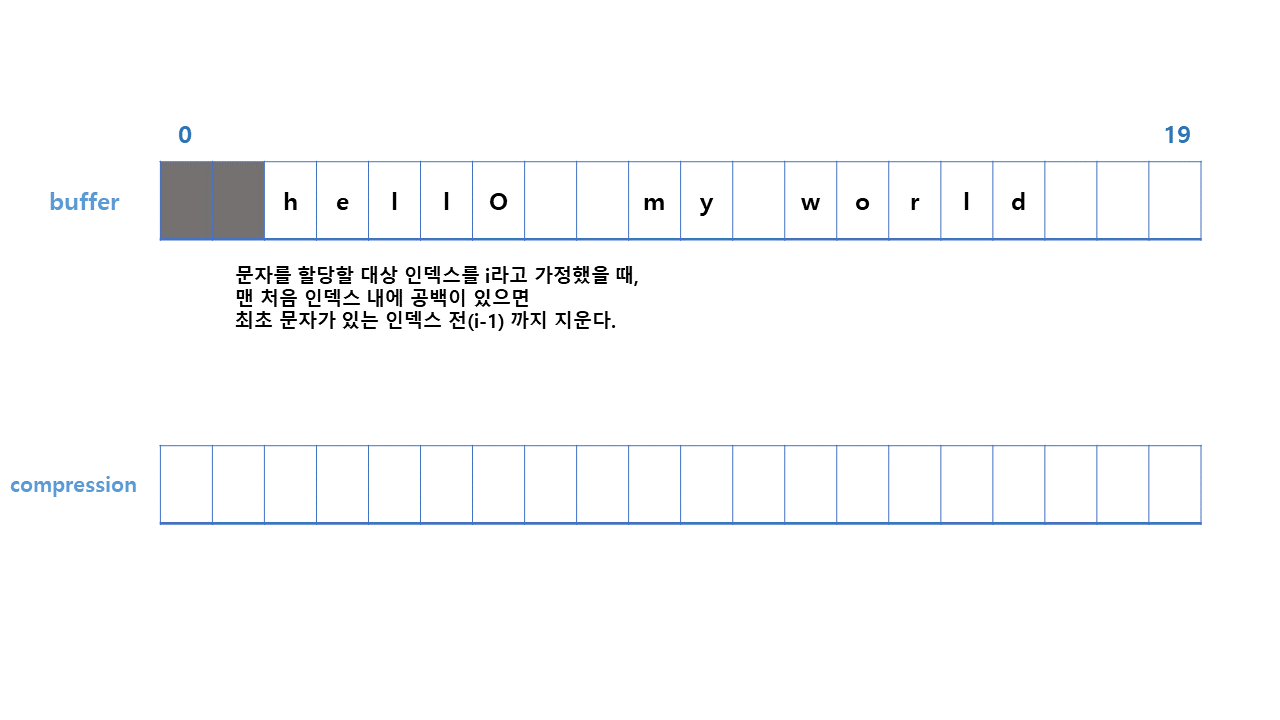 0 19
buffer h e l l O m y w o r l d
문자를 할당할 대상 인덱스를 i라고 가정했을 때,
맨 처음 인덱스 내에 공백이 있으면
최초 문자가 있는 인덱스 전(i-1) 까지 지운다.
compression